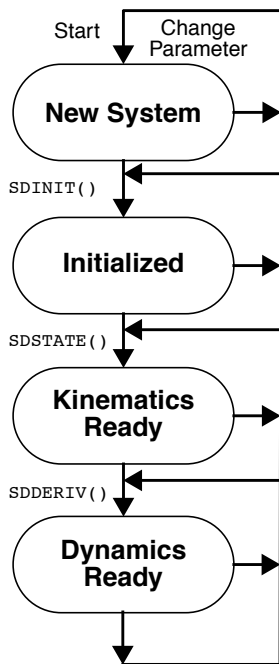 Start
Change
Parameter
New System
SDINIT()
Initialized
SDSTATE()
Kinematics
Ready
SDDERIV()
Dynamics
Ready